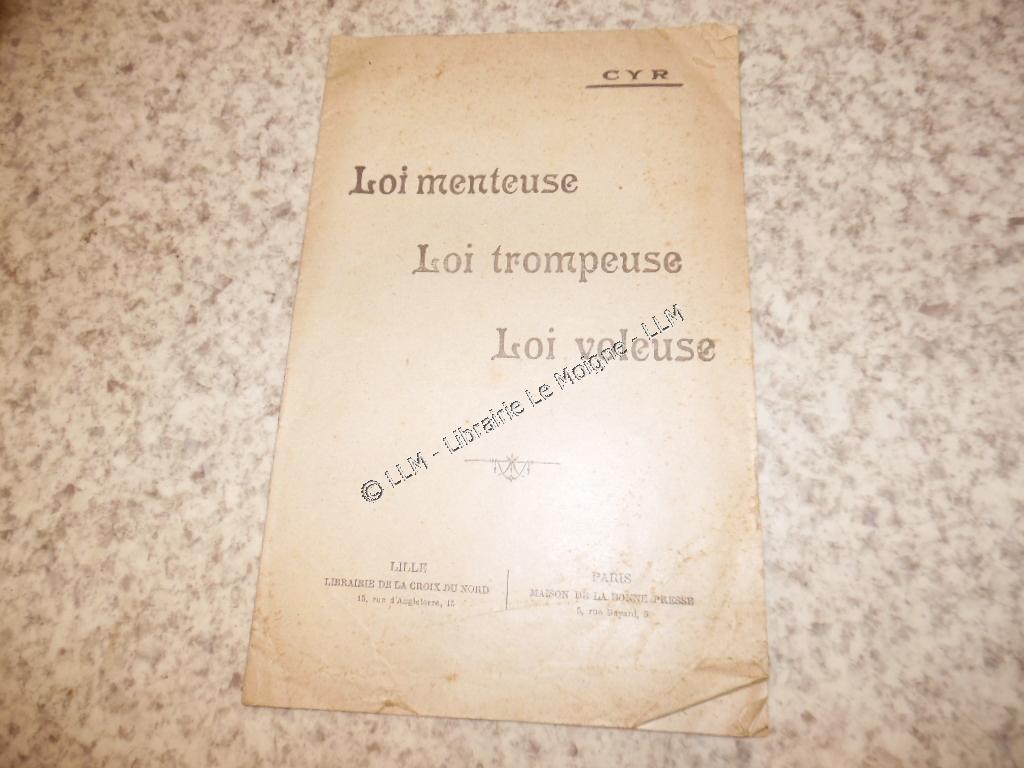 CYR
Loi menteuse
Loi trompeuse
Loi voleuse
© LLM - Librairie Le Moigne - LLM
LILLE
LIBRAIRIE DE LA CROIX DU NORD
15, rue d'Angleterre, 15
PARIS
MAISON DE LA BONNE PRESSE
5, rue Bayard, 5